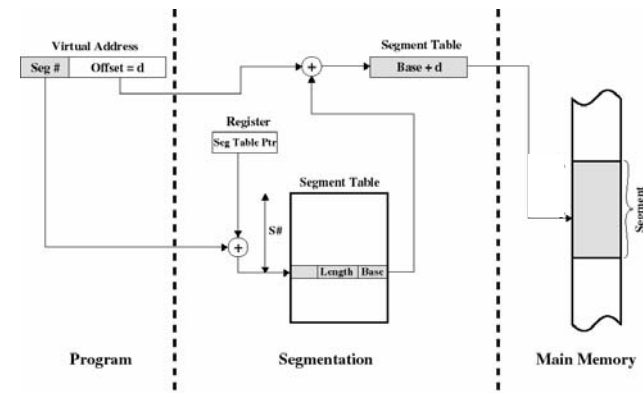 Virtual Address
Seg #
Offset = d
+
Segment Table
Base + d
Register
Seg Table Ptr
Segment Table
S#
+
Length
Base
Segment
Program
Segmentation
Main Memory